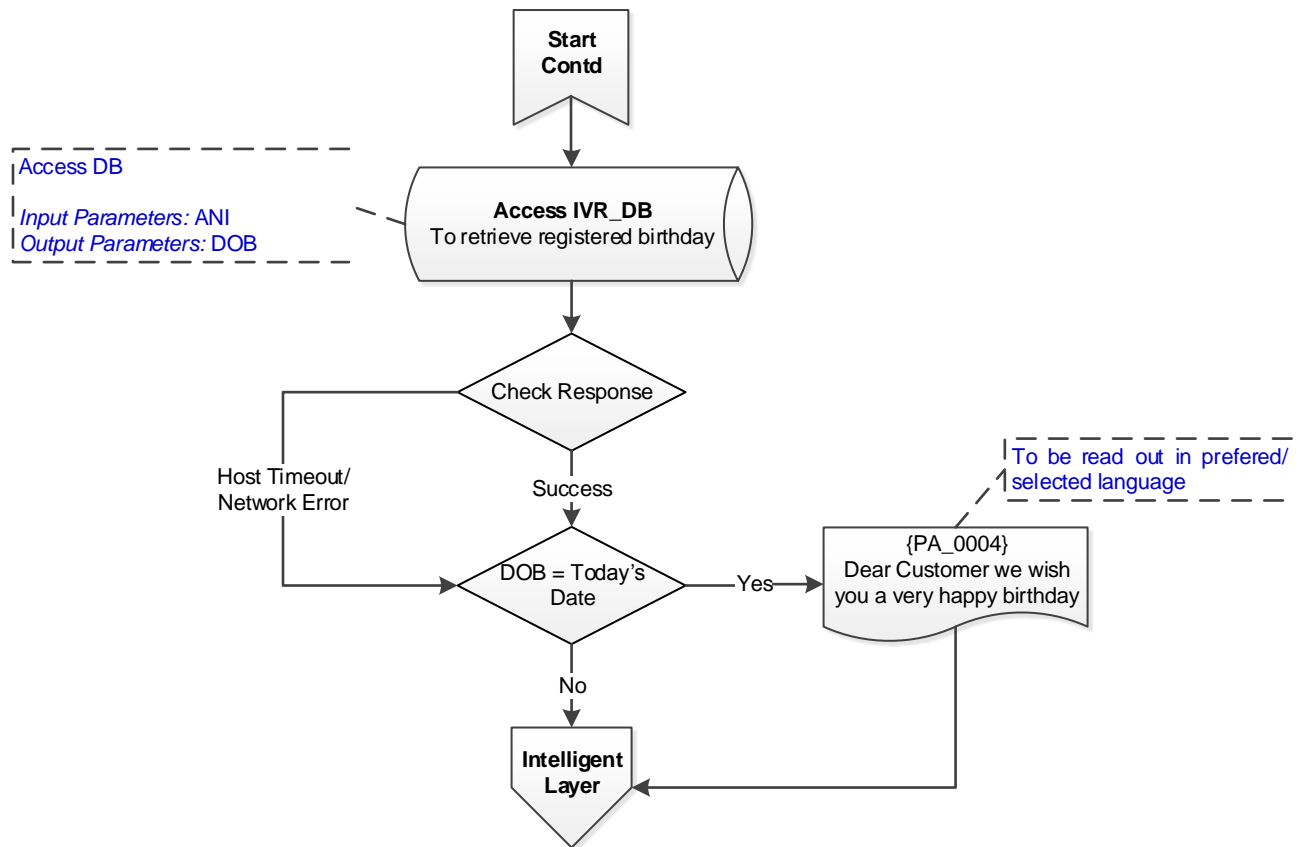 Start
Contd
Access DB
Input Parameters: ANI
Output Parameters: DOB
Access IVR_DB
To retrieve registered birthday
Check Response
Host Timeout/
Network Error
Success
To be read out in prefered/
selected language
DOB = Today's
Date
Yes
{PA_0004}
Dear Customer we wish
you a very happy birthday
No
Intelligent
Layer